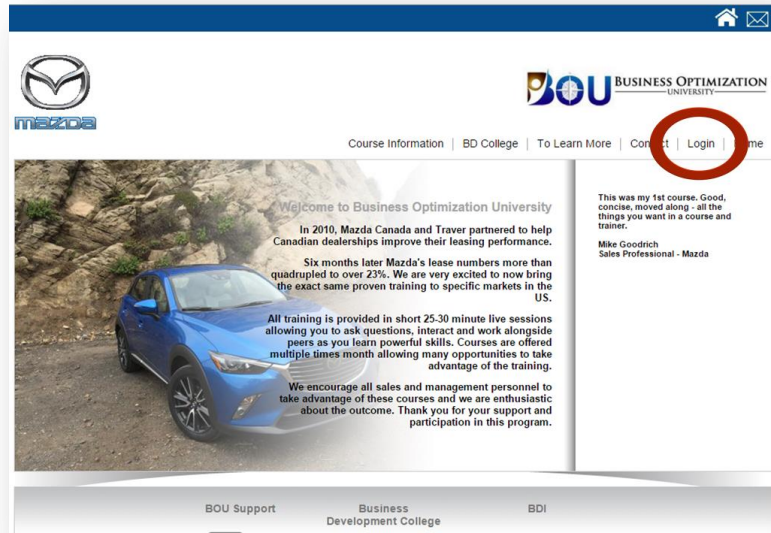 mazda
BOU BUSINESS OPTIMIZATION
UNIVERSITY
Course Information | BD College | To Learn More | Contact | Login | Home
Welcome to Business Optimization University
In 2010, Mazda Canada and Traver partnered to help
Canadian dealerships improve their leasing performance.
Six months later Mazda's lease numbers more than
quadrupled to over 23%. We are very excited to now bring
the exact same proven training to specific markets in the
US.
All training is provided in short 25-30 minute live sessions
allowing you to ask questions, interact and work alongside
peers as you learn powerful skills. Courses are offered
multiple times month allowing many opportunities to take
advantage of the training.
We encourage all sales and management personnel to
take advantage of these courses and we are enthusiastic
about the outcome. Thank you for your support and
participation in this program.
This was my 1st course. Good,
concise, moved along - all the
things you want in a course and
trainer.
Mike Goodrich
Sales Professional - Mazda
BOU Support
Business
Development College
BDI